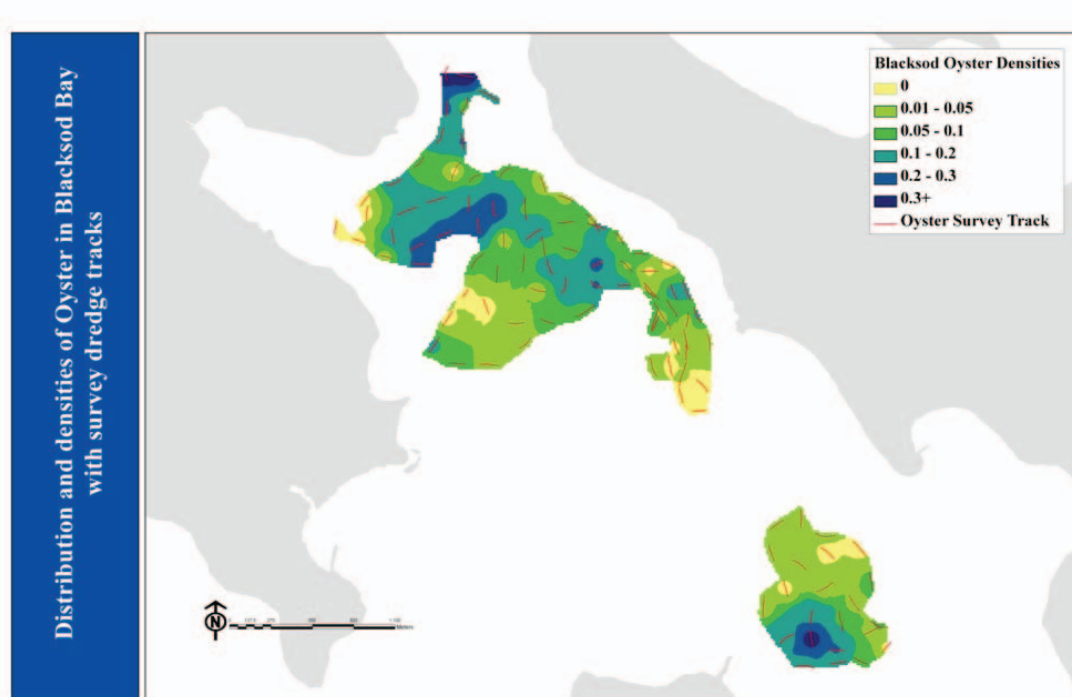 Distribution and densities of Oyster in Blacksod Bay
with survey dredge tracks
Blacksod Oyster Densities
0
0.01 - 0.05
0.05 - 0.1
0.1 - 0.2
0.2 - 0.3
0.3+
Oyster Survey Track
N
Meters